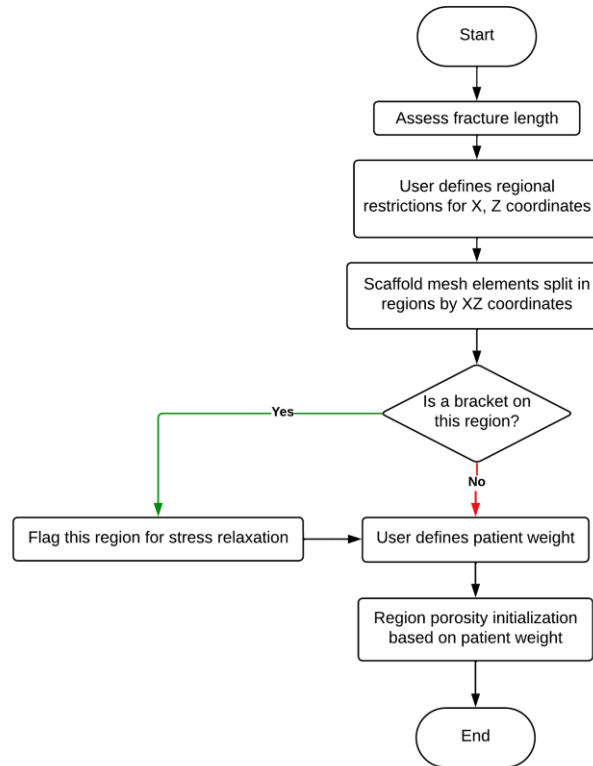 Start
Assess fracture length
User defines regional
restrictions for X, Z coordinates
Scaffold mesh elements split in
regions by XZ coordinates
Is a bracket on
this region?
Yes
No
Flag this region for stress relaxation
User defines patient weight
Region porosity initialization
based on patient weight
End